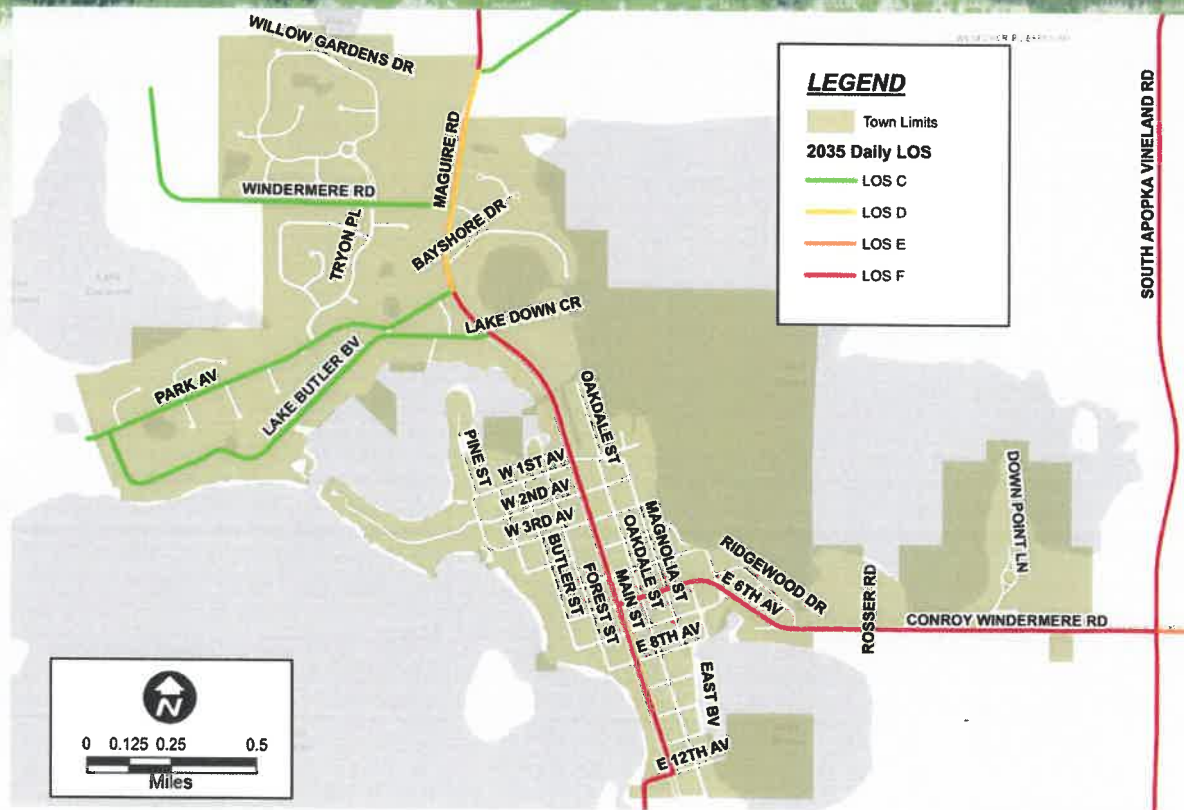 WILLOW GARDENS DR
MAGUIRE RD
WINDERMERE RD
TRYON PL
BAYSHORE DR
LAKE DOWN CR
PARK AV
LAKE BUTLER BV
LEGEND
Town Limits
2035 Daily LOS
LOS C
LOS D
LOS E
LOS F
SOUTH APOPKA VINELAND RD
OAKDALE ST
PINE ST
W 1ST AV
W 2ND AV
W 3RD AV
BUTLER ST
FOREST ST
MAIN ST
OAKDALE ST
MAGNOLIA ST
RIDGEWOOD DR
E 6TH AV
E 8TH AV
ROSSER RD
DOWN POINT LN
CONROY WINDERMERE RD
EAST BV
E 12TH AV
N
0 0.125 0.25 0.5
Miles